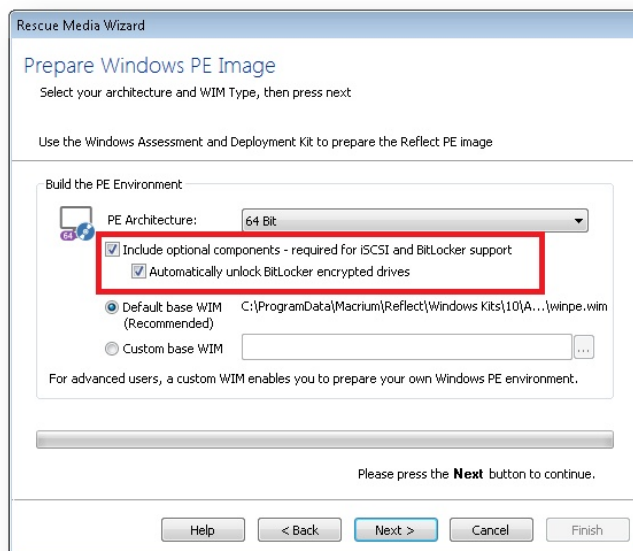 Rescue Media Wizard
Prepare Windows PE Image
Select your architecture and WIM Type, then press next
Use the Windows Assessment and Deployment Kit to prepare the Reflect PE image
Build the PE Environment
64
PE Architecture:
64 Bit
Include optional components - required for iSCSI and BitLocker support
Automatically unlock BitLocker encrypted drives
Default base WIM (Recommended)
C:\ProgramData\Macrium\Reflect\Windows Kits\10\A...\winpe.wim
Custom base WIM
...
For advanced users, a custom WIM enables you to prepare your own Windows PE environment.
Please press the Next button to continue.
Help
< Back
Next >
Cancel
Finish